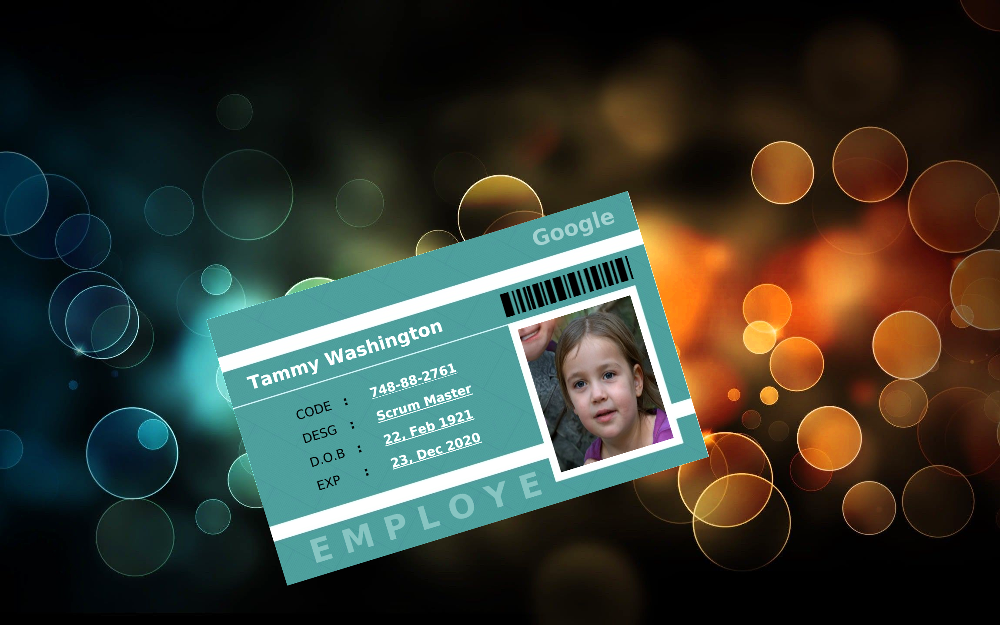 Google
Tammy Washington
CODE : 748-88-2761
DESG : Scrum Master
D.O.B : 22, Feb 1921
EXP : 23, Dec 2020
EMPLOYE